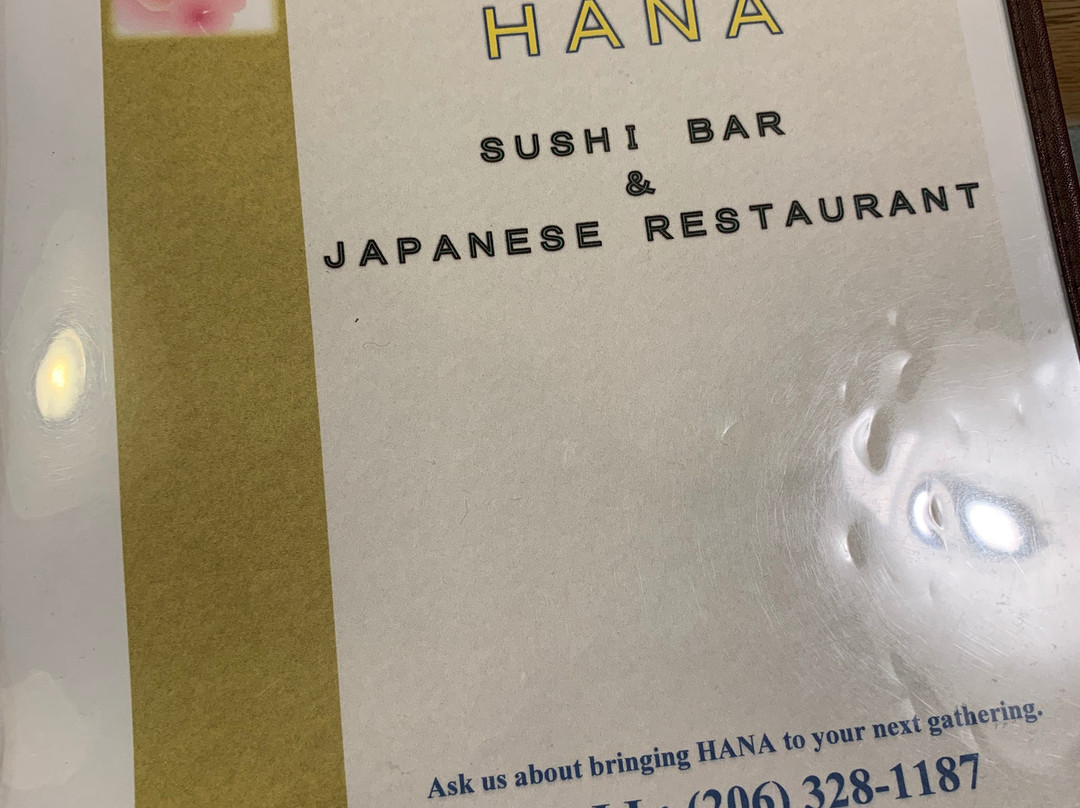 HANA
SUSHI BAR
&
JAPANESE RESTAURANT
Ask us about bringing HANA to your next gathering.
(206) 328-1187